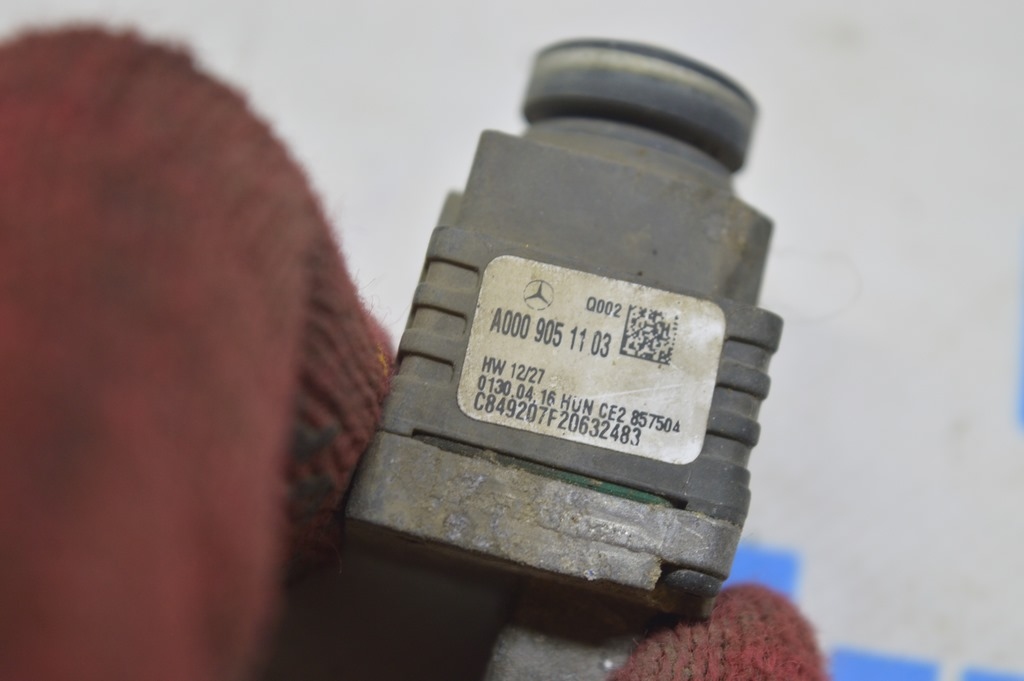 Q002
A000 905 11 03
HW 12/27
0130.04.16 HUN CE2 857504
C849207F20632483